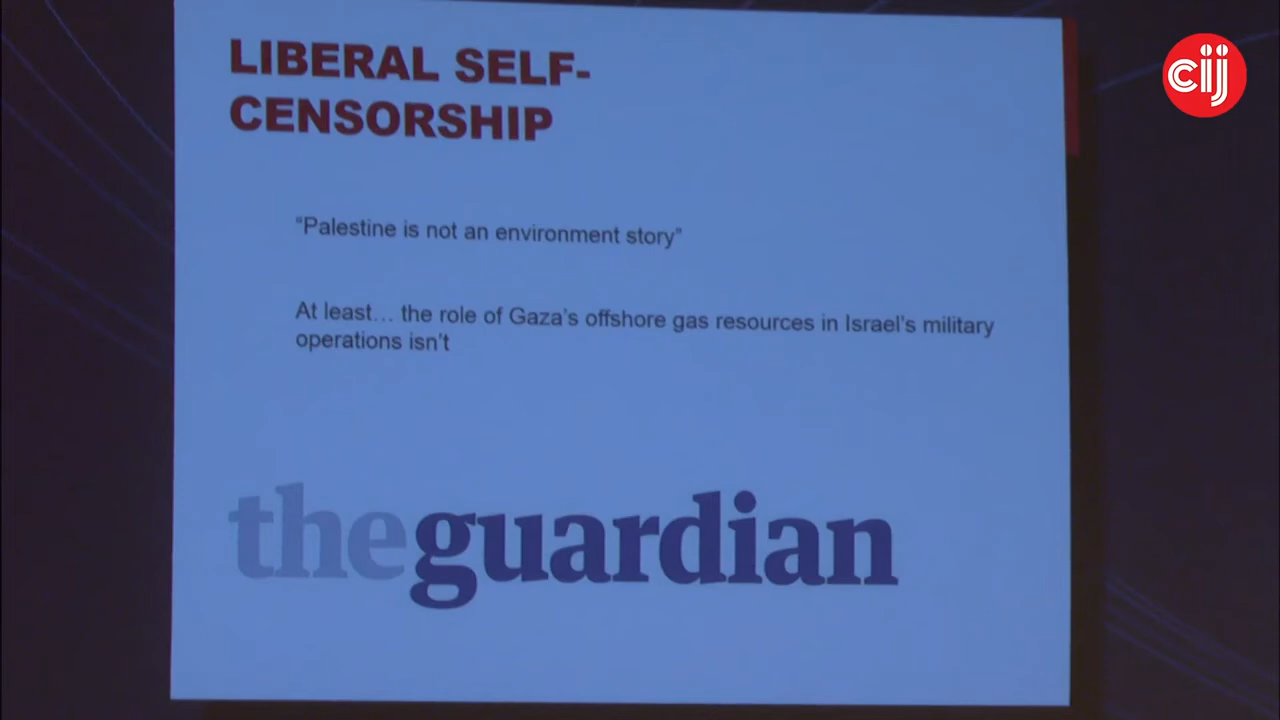 LIBERAL SELF-
CENSORSHIP
“Palestine is not an environment story”
At least… the role of Gaza’s offshore gas resources in Israel’s military
operations isn’t
theguardian
cij